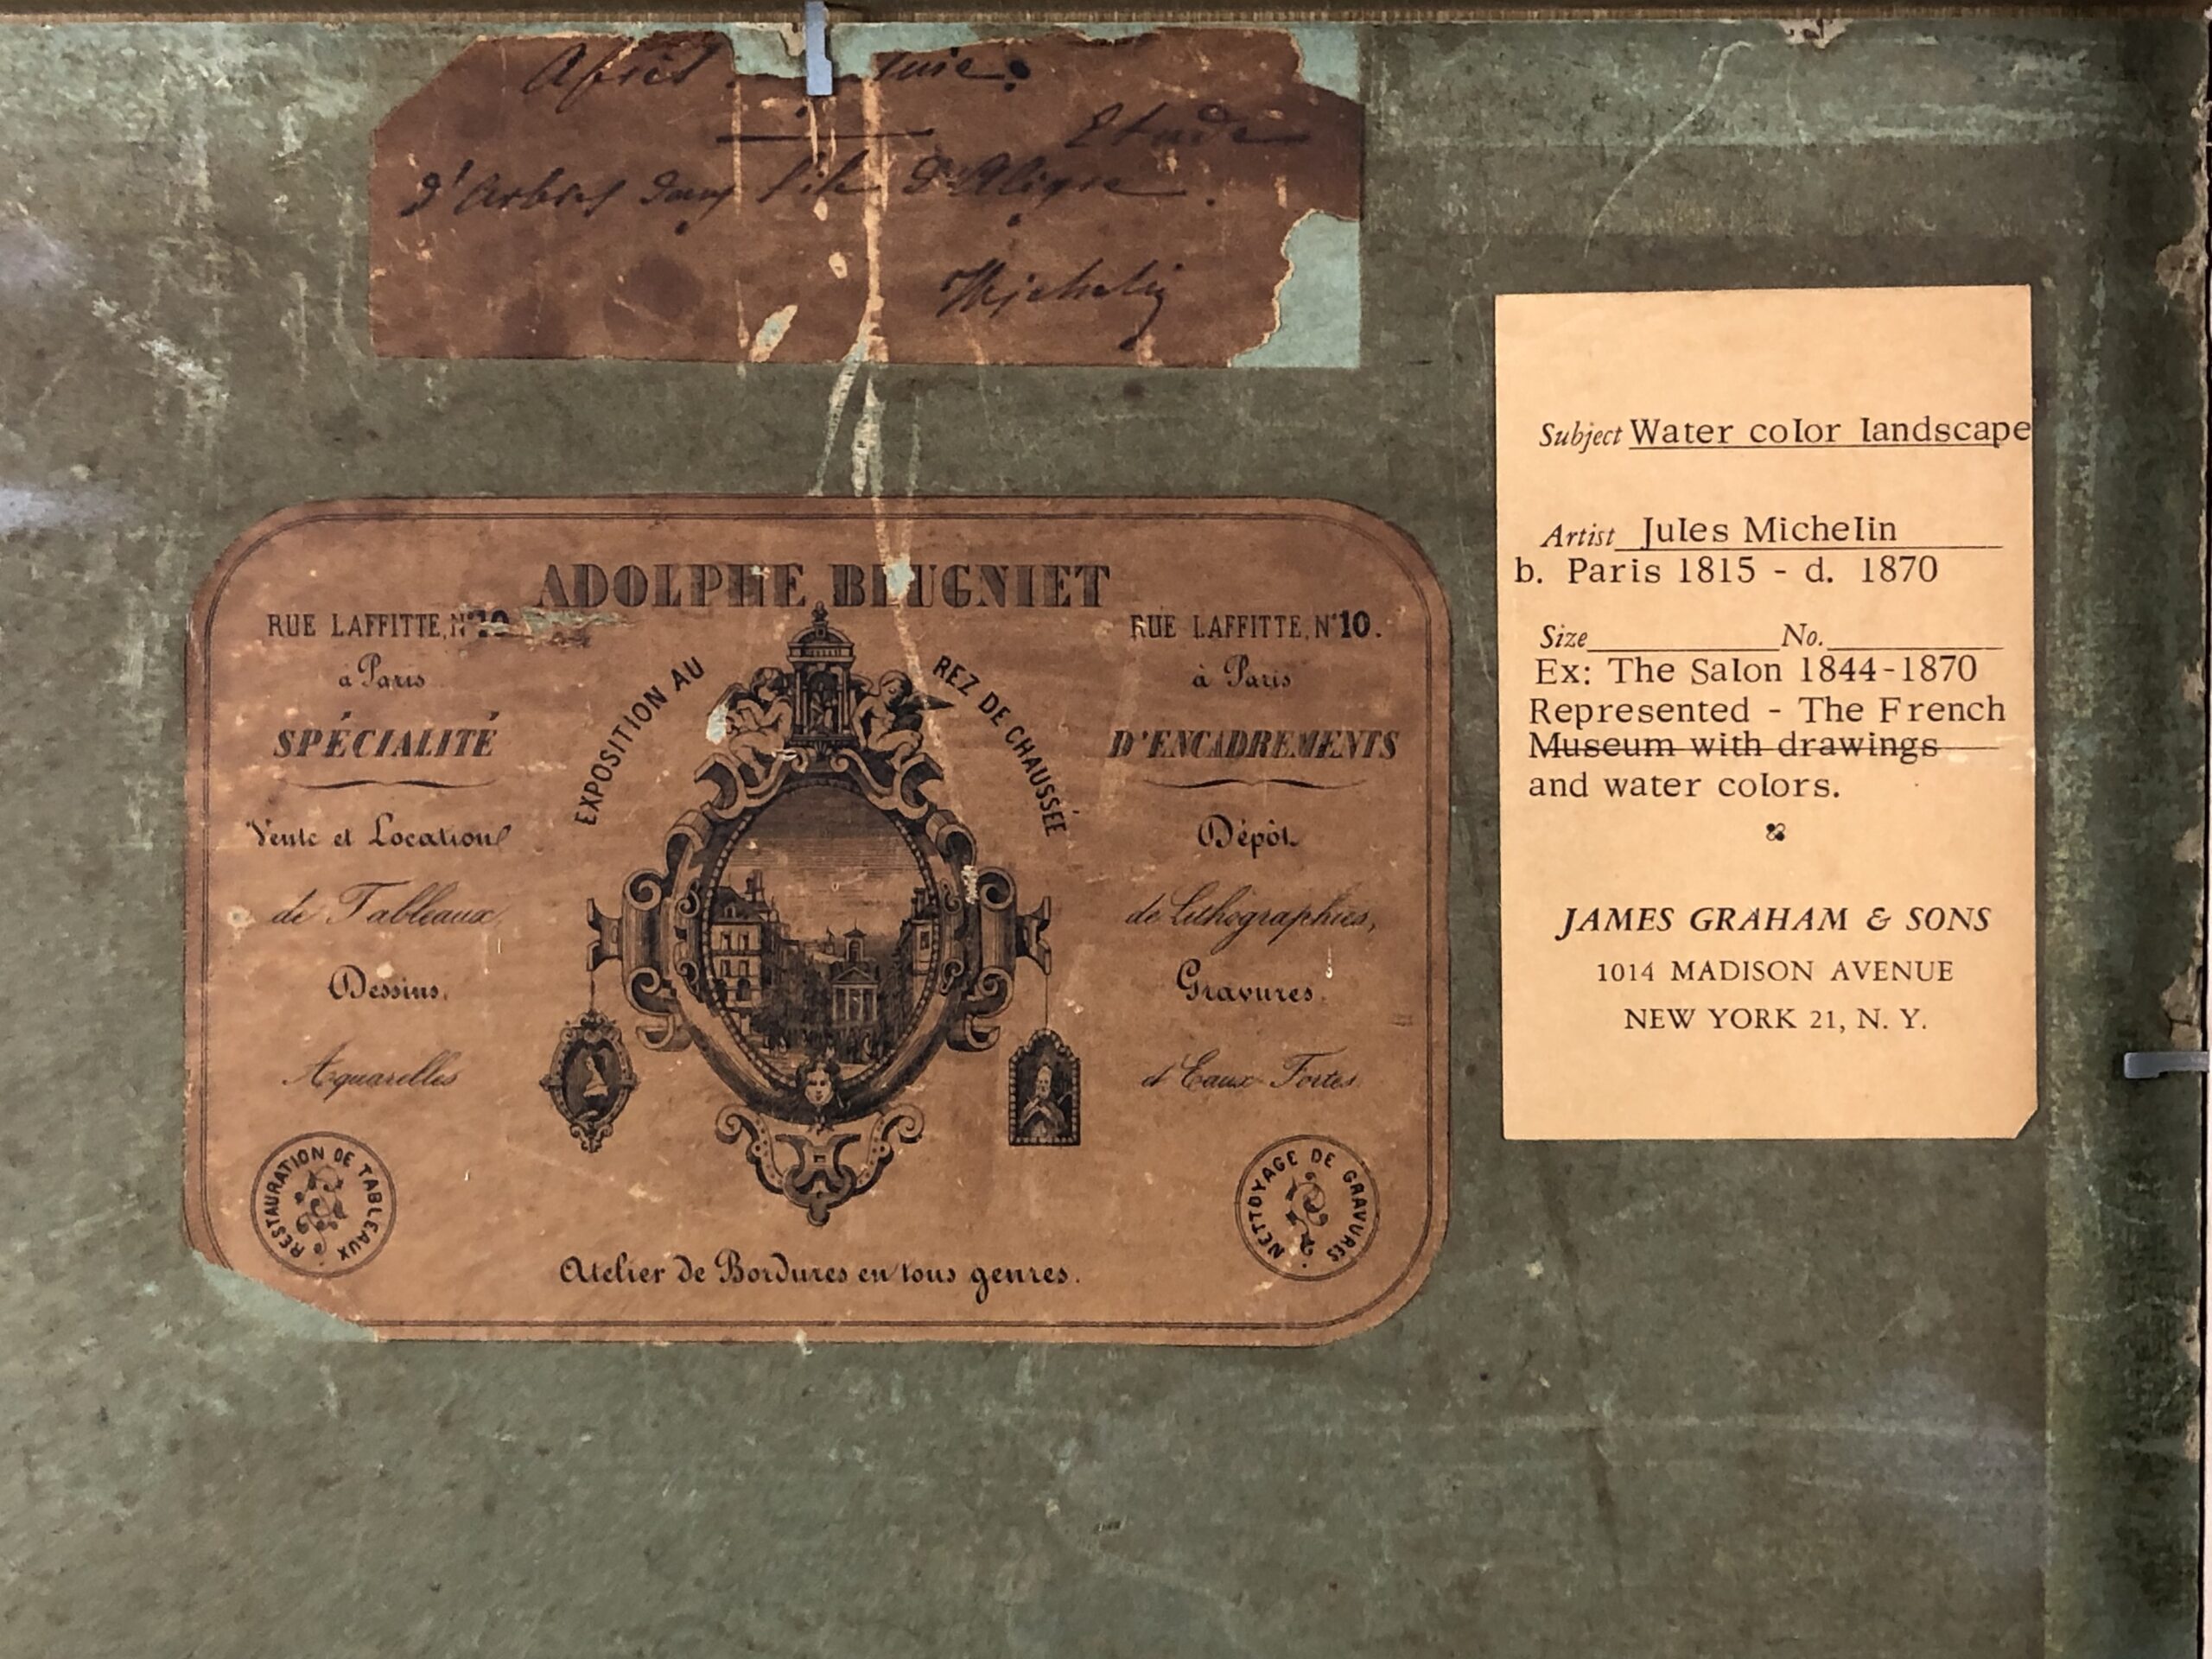 Etude
d'Arbres dans l'île d'Aligre.
Michelin
ADOLPHE BEUGNIET
RUE LAFFITTE, N°10
à Paris
SPÉCIALITÉ
Vente et Location
de Tableaux,
Dessins,
Aquarelles
RESTAURATION DE TABLEAUX
EXPOSITION AU REZ DE CHAUSSÉE
RUE LAFFITTE, N°10.
à Paris
D'ENCADREMENTS
Dépôt
de Lithographies,
Gravures,
et Eaux-Fortes
NETTOYAGE DE GRAVURES
Atelier de Bordures en tous genres.
Subject Water color landscape
Artist Jules Michelin
b. Paris 1815 - d. 1870
Size No.
Ex: The Salon 1844-1870
Represented - The French
Museum with drawings
and water colors.
JAMES GRAHAM & SONS
1014 MADISON AVENUE
NEW YORK 21, N. Y.